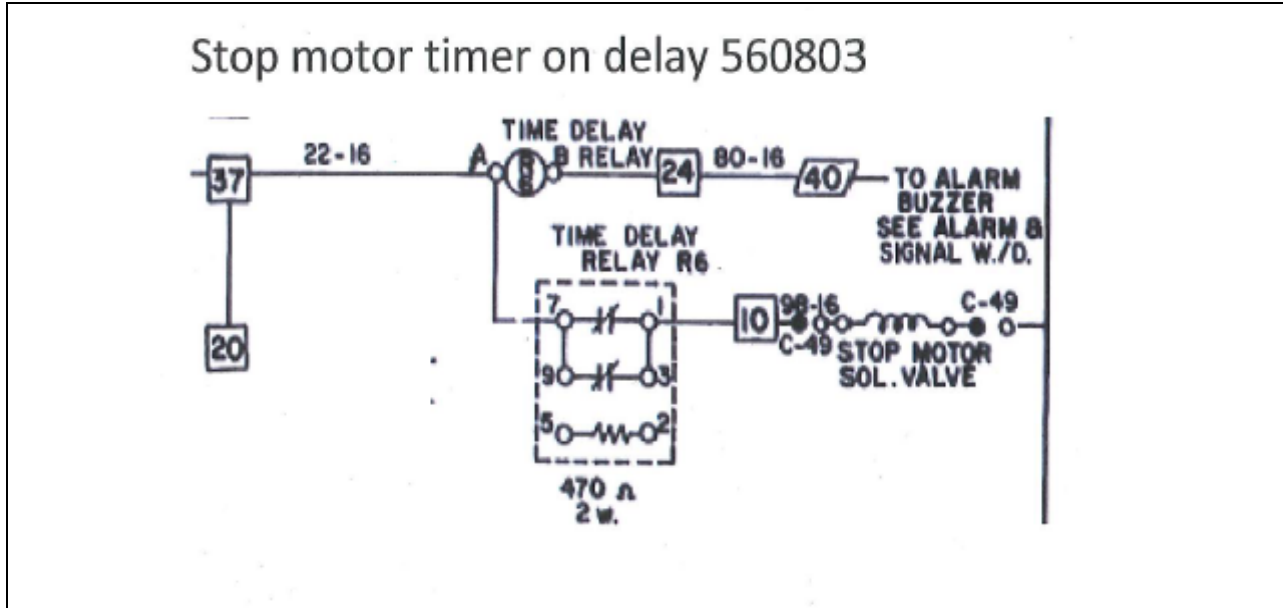 Stop motor timer on delay 560803
TIME DELAY
22-16 A B RELAY 80-16
37 24 40 TO ALARM
BUZZER
SEE ALARM &
SIGNAL W./D.
TIME DELAY
RELAY R6
7 1 10 98-16 C-49
20 C-49 STOP MOTOR
9 3 SOL. VALVE
5 2
470 Ω
2 W.